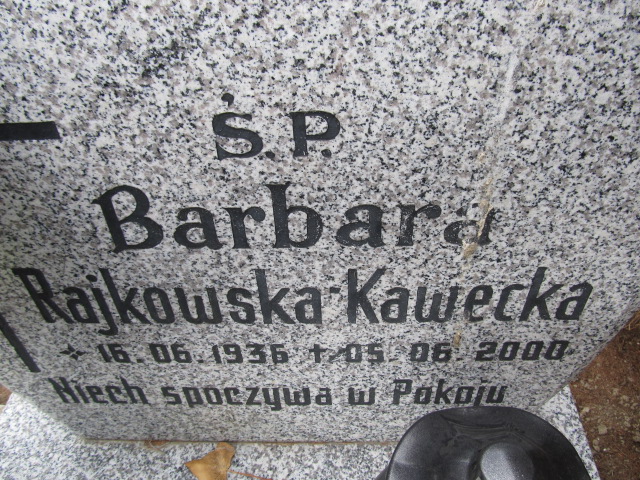 Ś.P.
Barbara
Rajkowska-Kawecka
* 16.06.1936 + 05.06.2000
Niech spoczywa w Pokoju